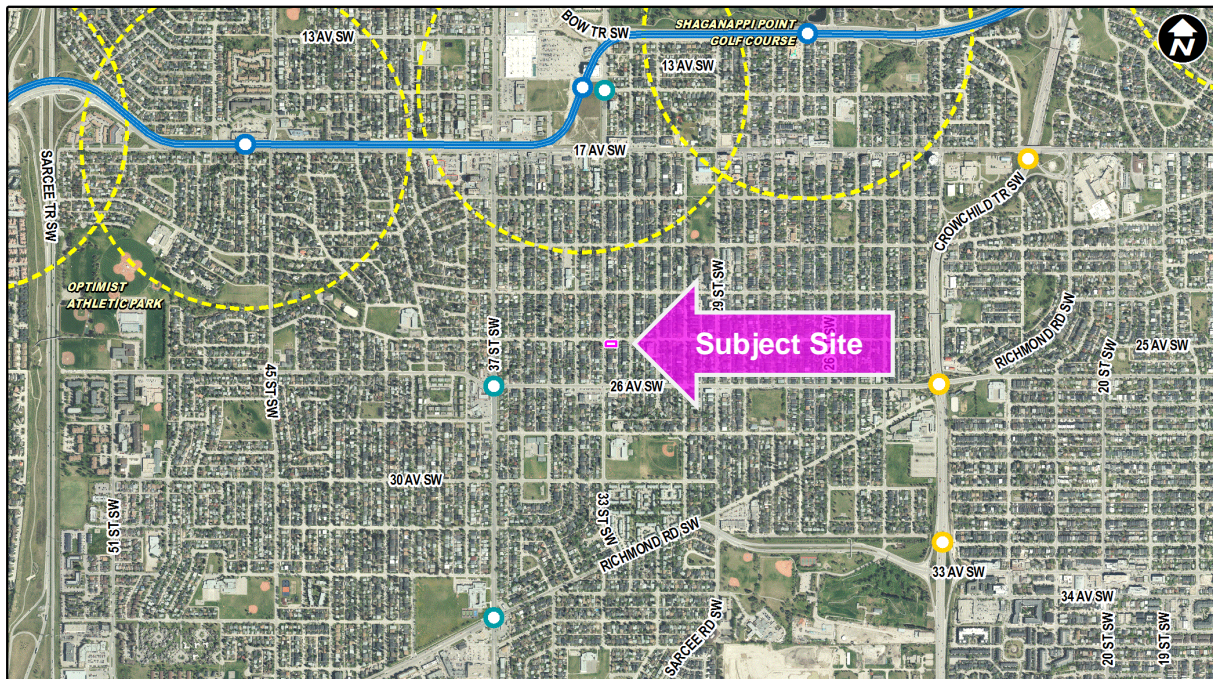 BOW TR SW
SHAGANAPPI POINT
GOLF COURSE
N
13 AV SW
13 AV SW
17 AV SW
SARCEE TR SW
CROWCHILD TR SW
OPTIMIST
ATHLETIC PARK
29 ST SW
RICHMOND RD SW
37 ST SW
Subject Site
26 ST SW
25 AV SW
20 ST SW
45 ST SW
26 AV SW
30 AV SW
33 ST SW
51 ST SW
RICHMOND RD SW
33 AV SW
34 AV SW
SARCEE RD SW
20 ST SW
19 ST SW